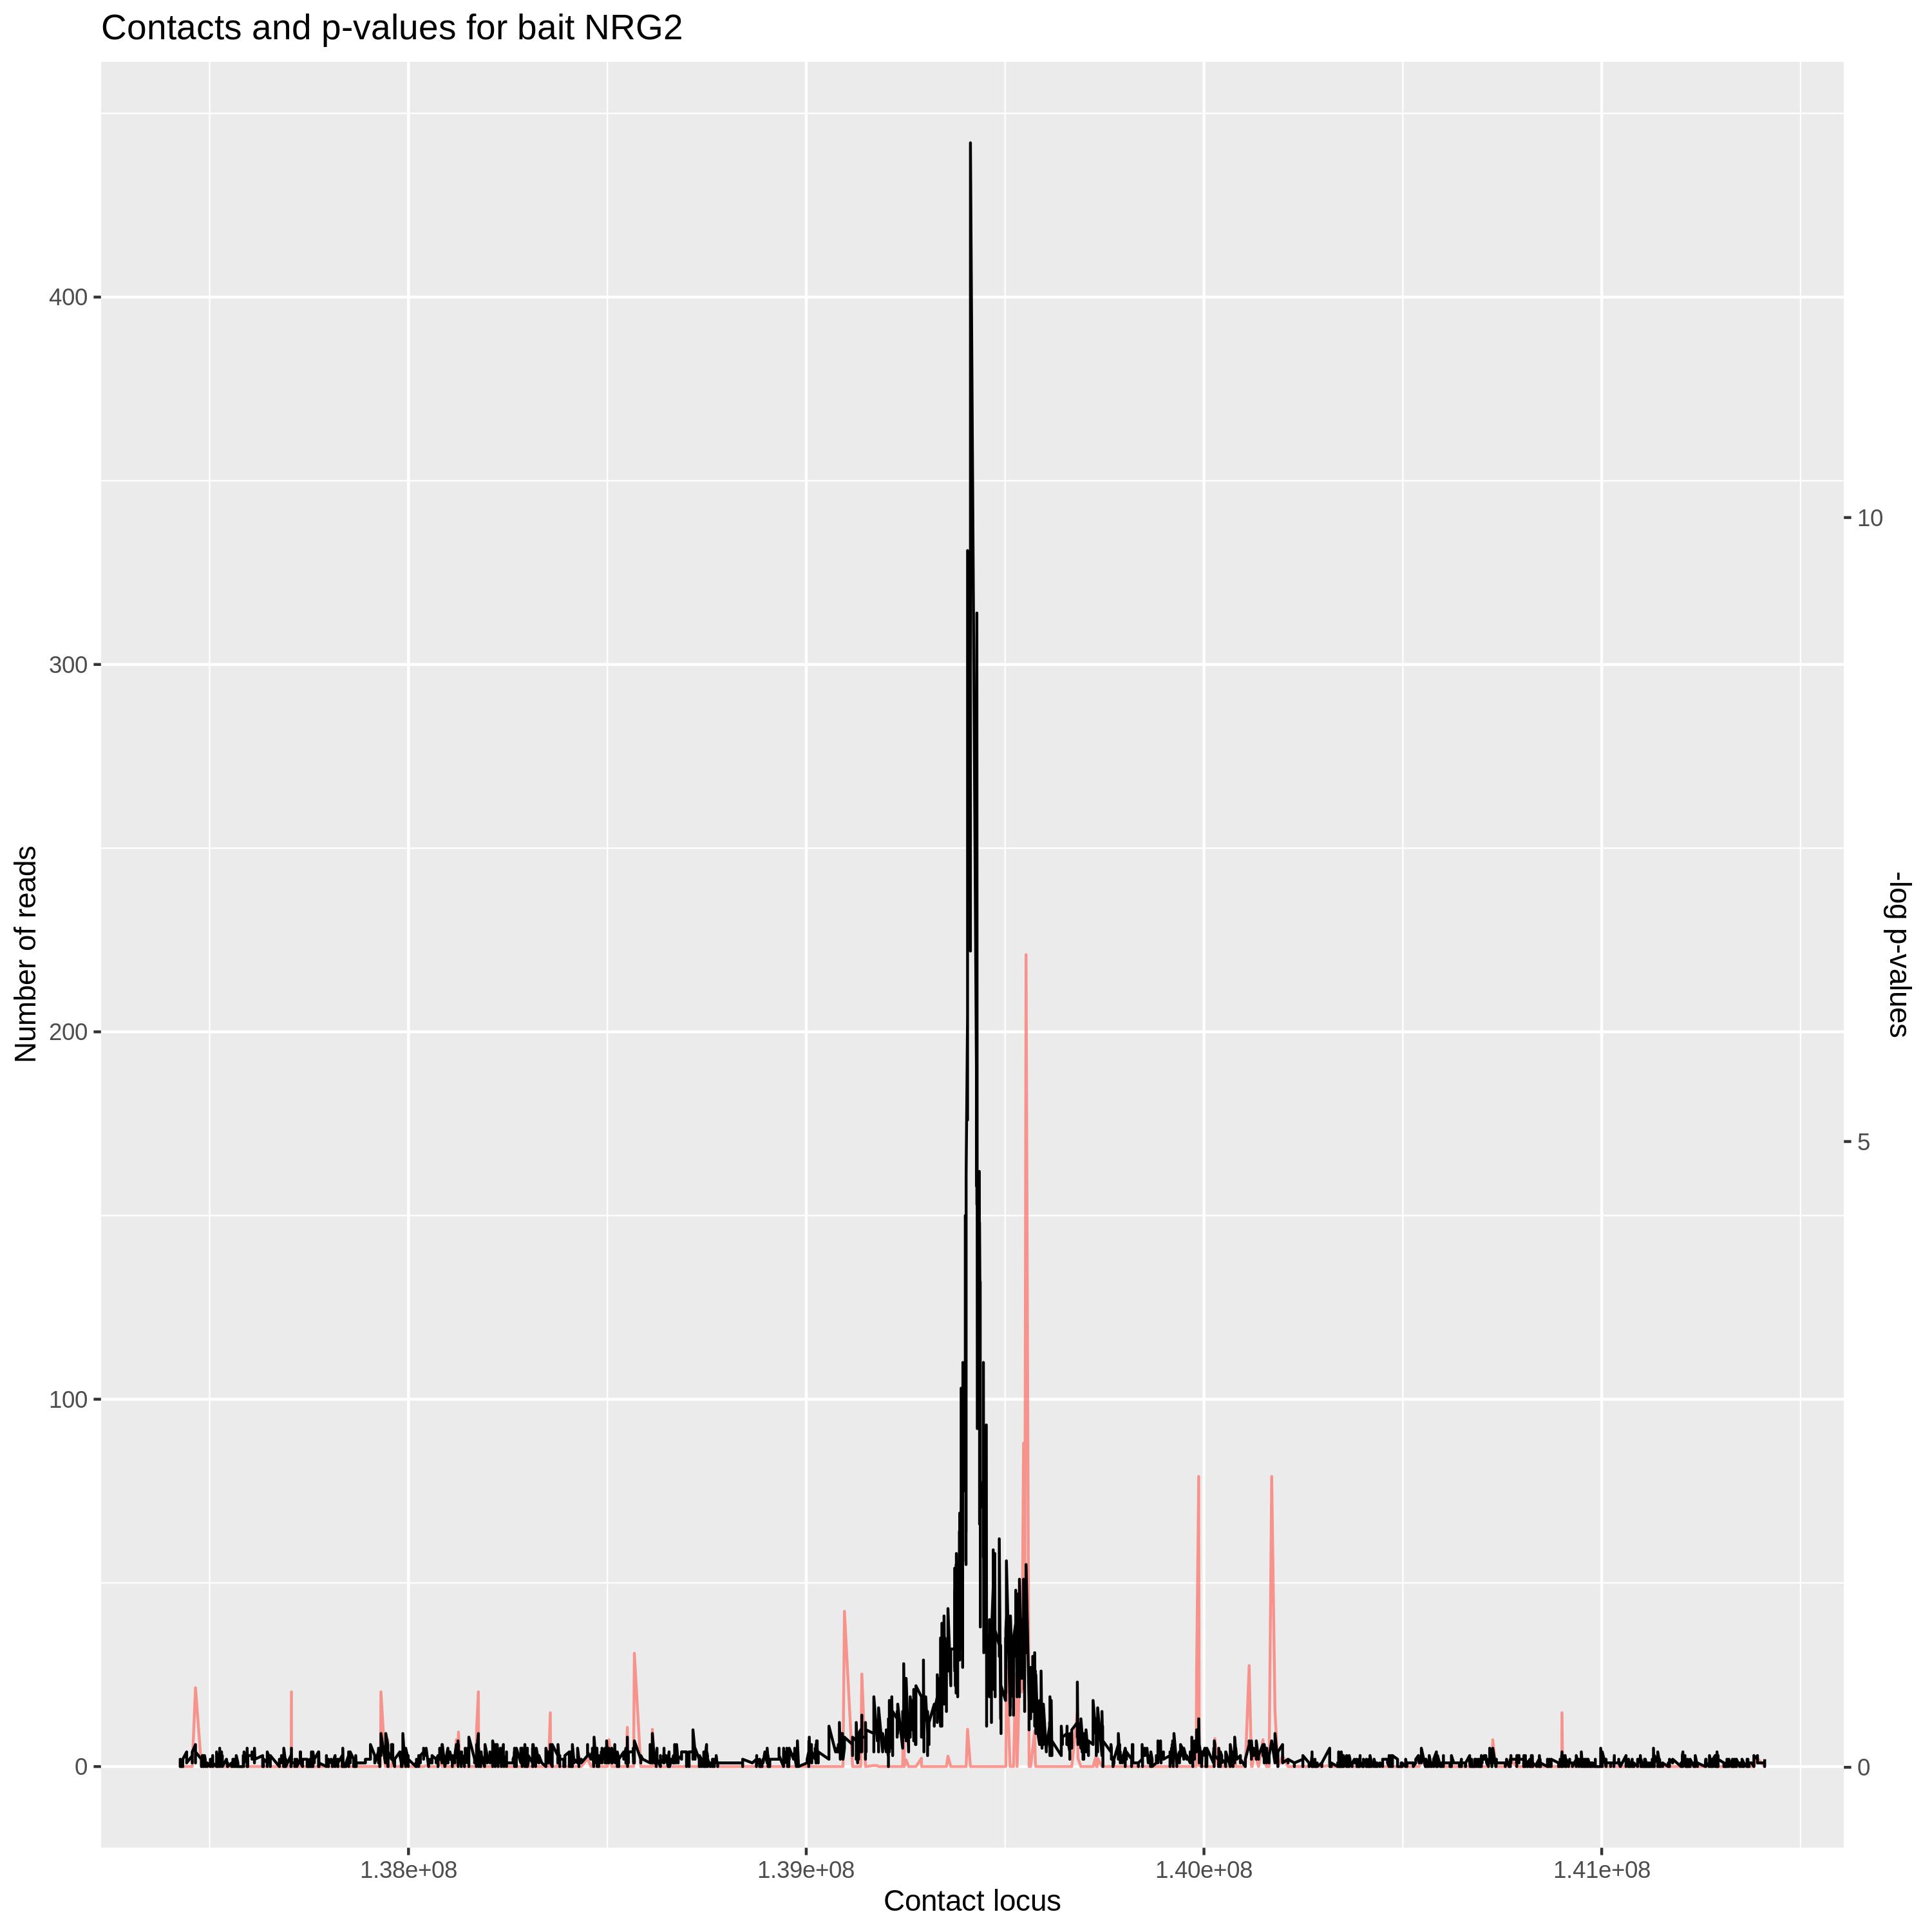 Contacts and p-values for bait NRG2
Number of reads
400
300
200
100
0
10
5
0
-log p-values
1.38e+08
1.39e+08
1.40e+08
1.41e+08
Contact locus